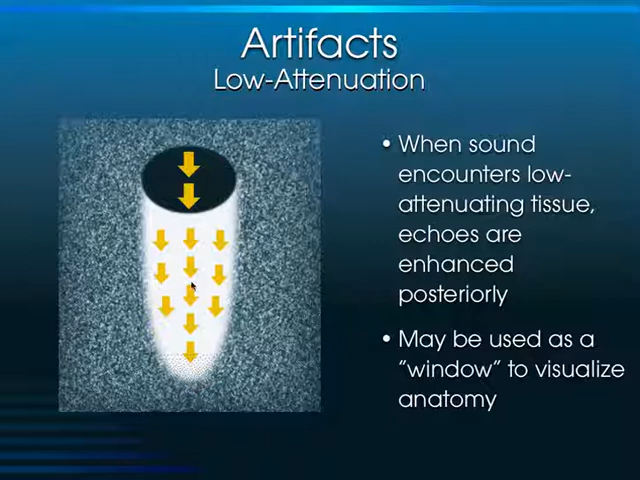 Artifacts
Low-Attenuation
• When sound
encounters low-
attenuating tissue,
echoes are
enhanced
posteriorly
• May be used as a
"window" to visualize
anatomy